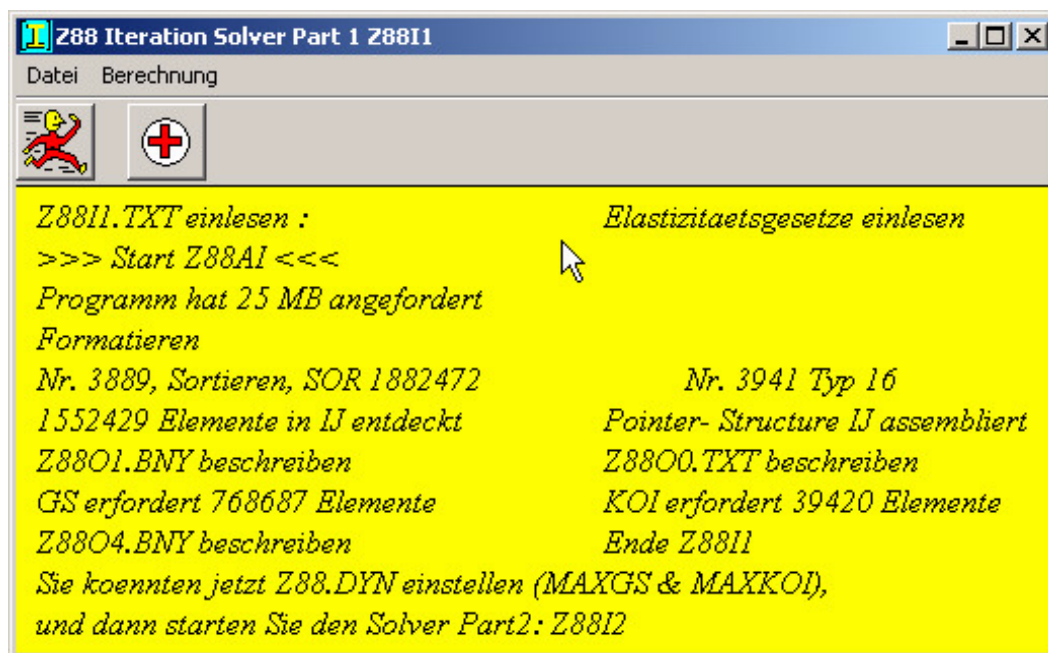 Z88 Iteration Solver Part 1 Z88I1
Datei Berechnung
Z88I1.TXT einlesen : Elastizitaetsgesetze einlesen
>>> Start Z88AI <<<
Programm hat 25 MB angefordert
Formatieren
Nr. 3889, Sortieren, SOR 1882472 Nr. 3941 Typ 16
1552429 Elemente in IJ entdeckt Pointer- Structure IJ assembliert
Z88O1.BNY beschreiben Z88O0.TXT beschreiben
GS erfordert 768687 Elemente KOI erfordert 39420 Elemente
Z88O4.BNY beschreiben Ende Z88I1
Sie koennten jetzt Z88.DYN einstellen (MAXGS & MAXKOI),
und dann starten Sie den Solver Part2: Z88I2